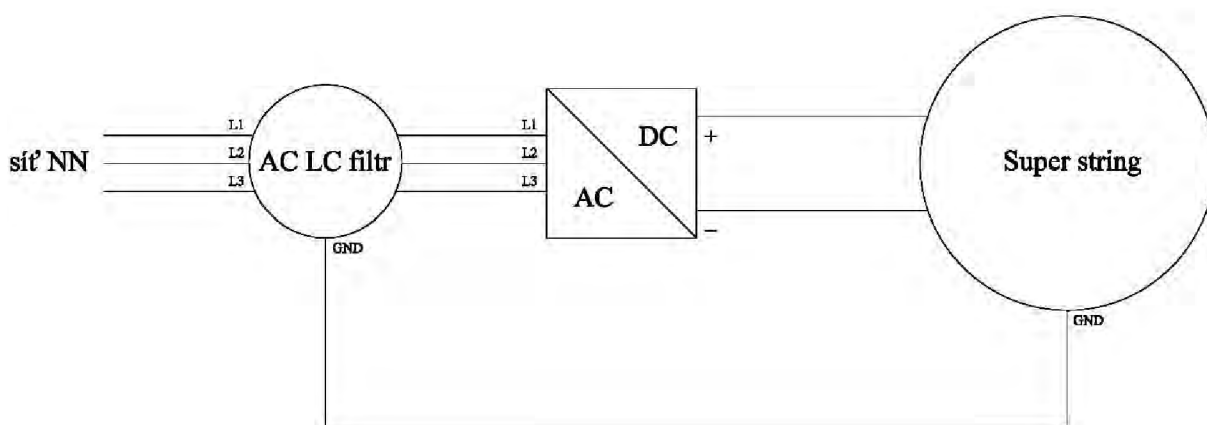 síť NN
L1
L2
L3
AC LC filtr
GND
L1
L2
L3
DC
AC
+
−
Super string
GND